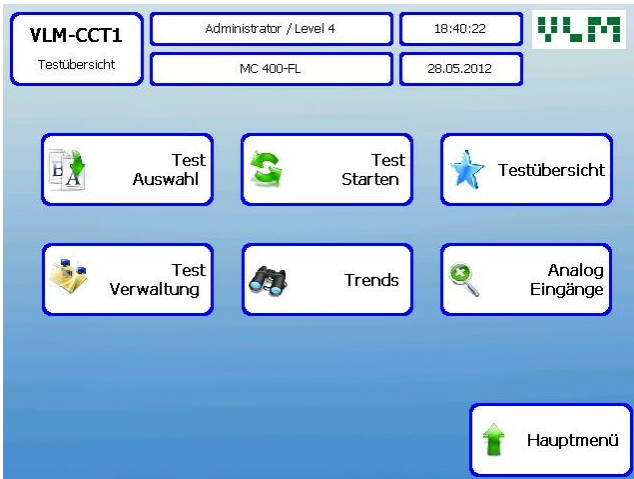 VLM-CCT1
Testübersicht
Administrator / Level 4
18:40:22
VLM
MC 400-FL
28.05.2012
Test
Auswahl
Test
Starten
Testübersicht
Test
Verwaltung
Trends
Analog
Eingänge
Hauptmenü